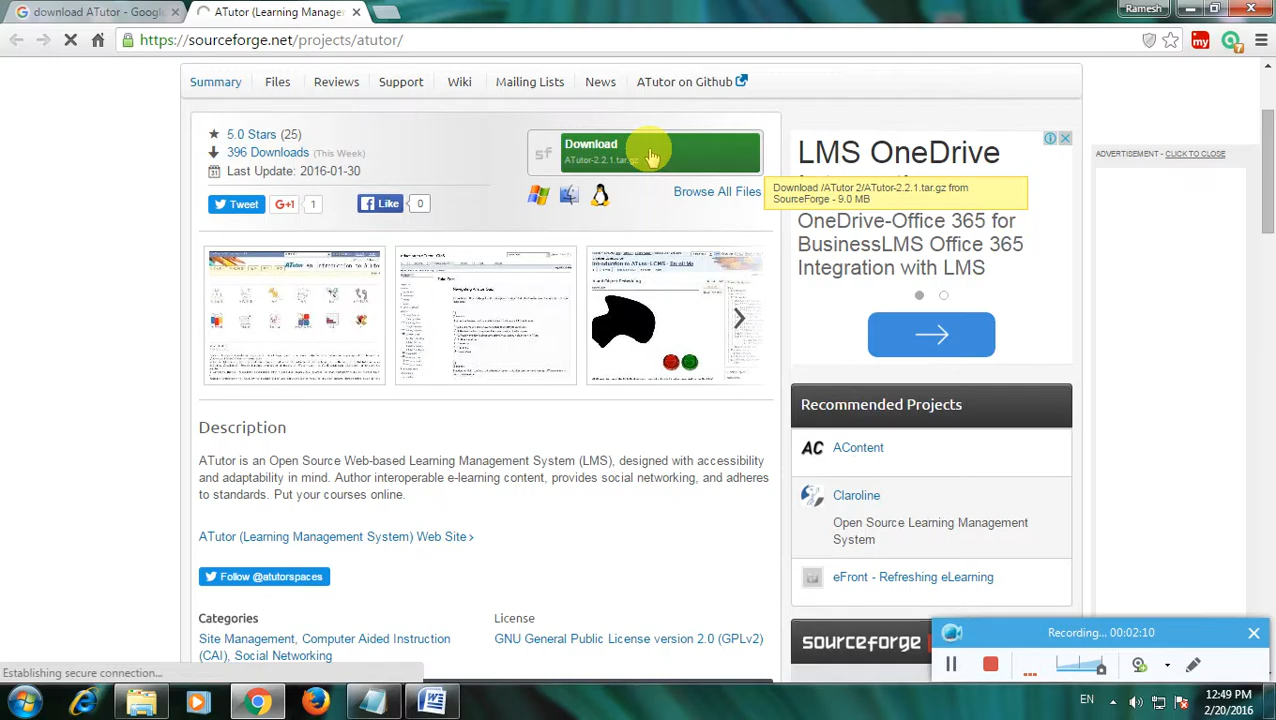 download ATutor - Google
ATutor (Learning Manage
Ramesh
https://sourceforge.net/projects/atutor/
my
7
Summary
Files
Reviews
Support
Wiki
Mailing Lists
News
ATutor on Github
5.0 Stars (25)
396 Downloads (This Week)
Last Update: 2016-01-30
Tweet
G+1
1
Like
0
sf
Download
ATutor-2.2.1.tar.gz
Browse All Files
Download /ATutor 2/ATutor-2.2.1.tar.gz from
SourceForge - 9.0 MB
LMS OneDrive
OneDrive-Office 365 for
BusinessLMS Office 365
Integration with LMS
ADVERTISEMENT - CLICK TO CLOSE
Description
ATutor is an Open Source Web-based Learning Management System (LMS), designed with accessibility
and adaptability in mind. Author interoperable e-learning content, provides social networking, and adheres
to standards. Put your courses online.
ATutor (Learning Management System) Web Site >
Follow @atutorspaces
Categories
Site Management, Computer Aided Instruction
(CAI), Social Networking
License
GNU General Public License version 2.0 (GPLv2)
Recommended Projects
AC
AContent
Claroline
Open Source Learning Management
System
eFront - Refreshing eLearning
sourceforge
Recording... 00:02:10
Establishing secure connection...
EN
12:49 PM
2/20/2016